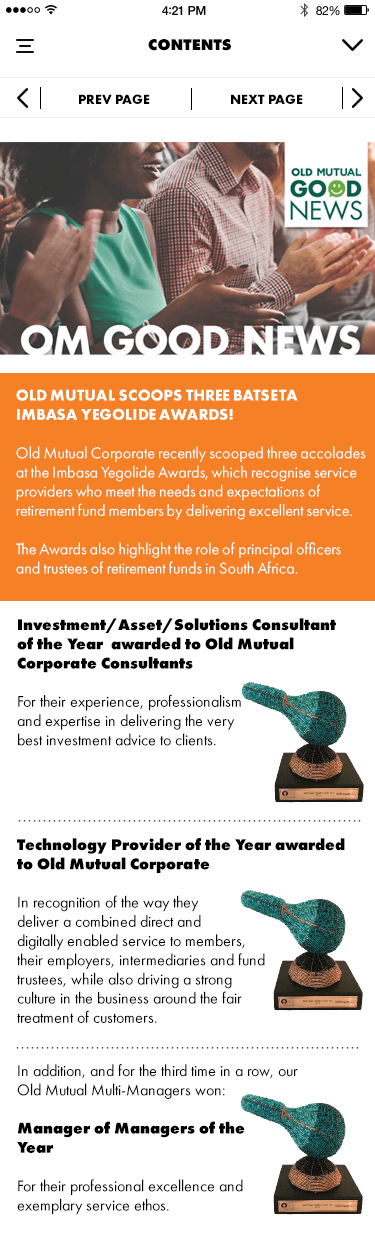 4:21 PM
82%
CONTENTS
PREV PAGE
NEXT PAGE
OLD MUTUAL
GOOD
NEWS
OM GOOD NEWS
OLD MUTUAL SCOOPS THREE BATSETA
IMBASA YEGOLIDE AWARDS!
Old Mutual Corporate recently scooped three accolades
at the Imbasa Yegolide Awards, which recognise service
providers who meet the needs and expectations of
retirement fund members by delivering excellent service.
The Awards also highlight the role of principal officers
and trustees of retirement funds in South Africa.
Investment/Asset/Solutions Consultant
of the Year awarded to Old Mutual
Corporate Consultants
For their experience, professionalism
and expertise in delivering the very
best investment advice to clients.
Technology Provider of the Year awarded
to Old Mutual Corporate
In recognition of the way they
deliver a combined direct and
digitally enabled service to members,
their employers, intermediaries and fund
trustees, while also driving a strong
culture in the business around the fair
treatment of customers.
In addition, and for the third time in a row, our
Old Mutual Multi-Managers won:
Manager of Managers of the
Year
For their professional excellence and
exemplary service ethos.